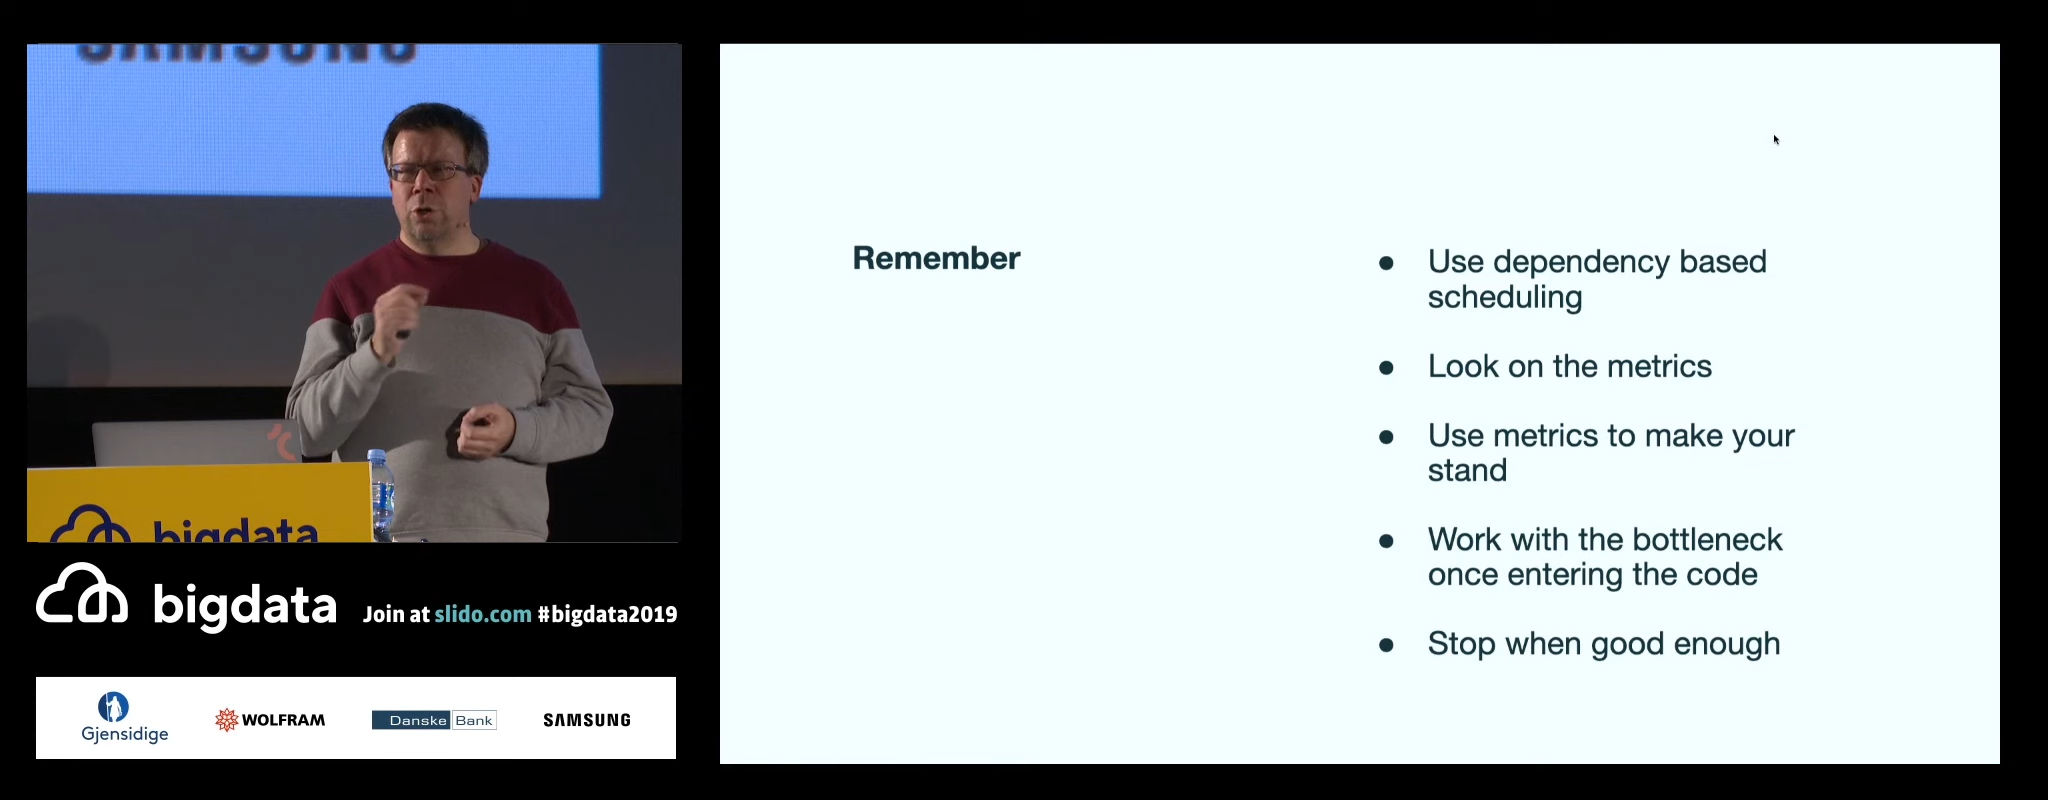 SAMSUNG
bigdata
bigdata
Join at slido.com #bigdata2019
Gjensidige
WOLFRAM
Danske Bank
SAMSUNG
Remember
● Use dependency based
scheduling
● Look on the metrics
● Use metrics to make your
stand
● Work with the bottleneck
once entering the code
● Stop when good enough